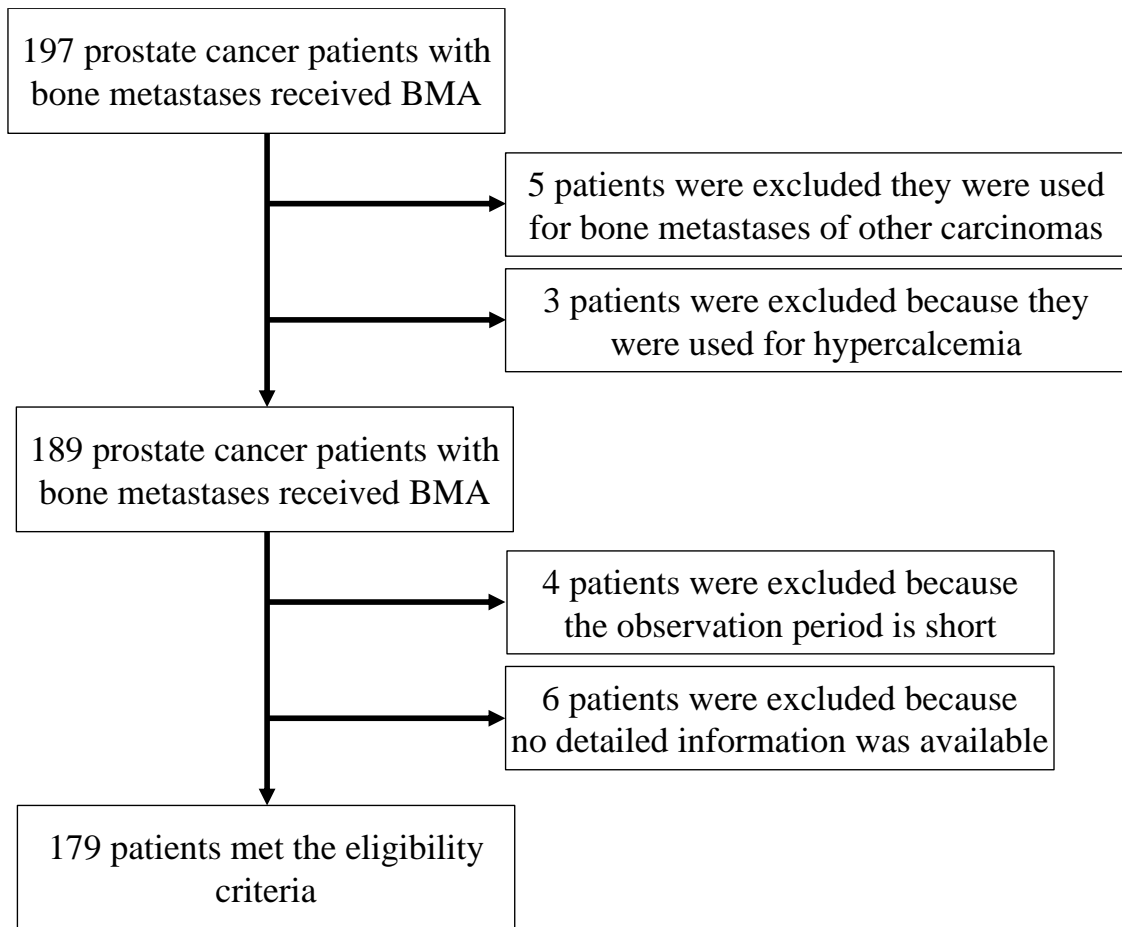 197 prostate cancer patients with
bone metastases received BMA
5 patients were excluded they were used
for bone metastases of other carcinomas
3 patients were excluded because they
were used for hypercalcemia
189 prostate cancer patients with
bone metastases received BMA
4 patients were excluded because
the observation period is short
6 patients were excluded because
no detailed information was available
179 patients met the eligibility
criteria